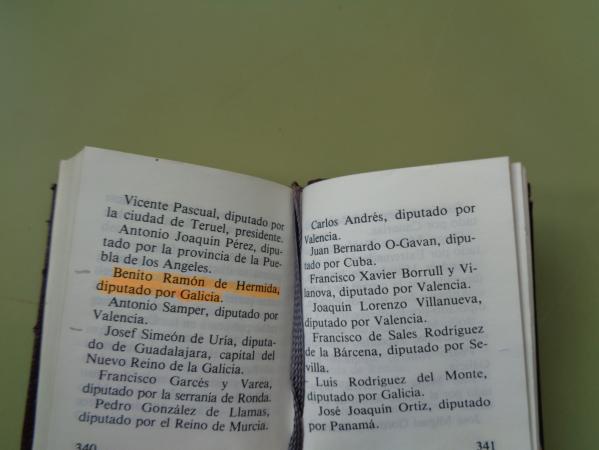 Vicente Pascual, diputado por
la ciudad de Teruel, presidente.
Antonio Joaquín Pérez, dipu-
tado por la provincia de la Pue-
bla de los Angeles.
Benito Ramón de Hermida,
diputado por Galicia.
Antonio Samper, diputado por
Valencia.
Josef Simeón de Uría, diputa-
do de Guadalajara, capital del
Nuevo Reino de la Galicia.
Francisco Garcés y Varea,
diputado por la serranía de Ronda.
Pedro González de Llamas,
diputado por el Reino de Murcia.
340
Carlos Andrés, diputado por
Valencia.
Juan Bernardo O-Gavan, dipu-
tado por Cuba.
Francisco Xavier Borrull y Vi-
lanova, diputado por Valencia.
Joaquín Lorenzo Villanueva,
diputado por Valencia.
Francisco de Sales Rodríguez
de la Bárcena, diputado por Se-
villa.
Luis Rodríguez del Monte,
diputado por Galicia.
José Joaquín Ortiz, diputado
por Panamá.
341